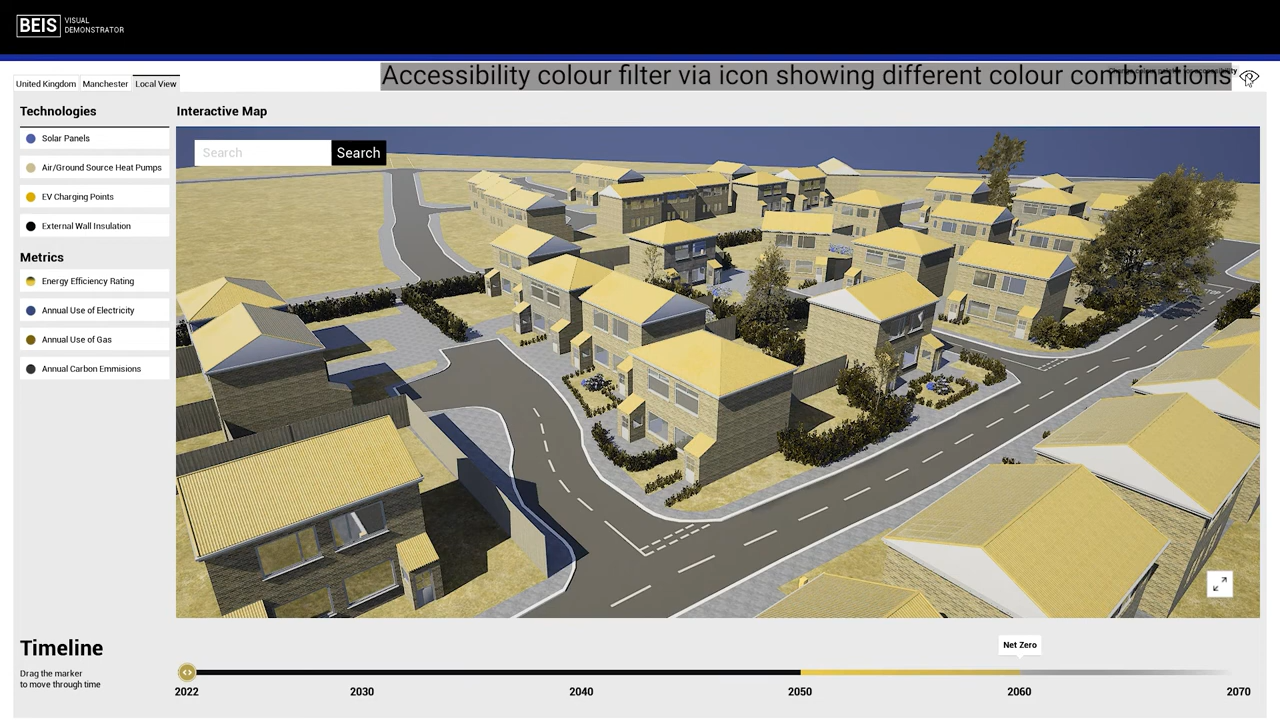 BEIS VISUAL
DEMONSTRATOR
Accessibility colour filter via icon showing different colour combinations
United Kingdom Manchester Local View
Technologies
Interactive Map
Solar Panels
Search Search
Air/Ground Source Heat Pumps
EV Charging Points
External Wall Insulation
Metrics
Energy Efficiency Rating
Annual Use of Electricity
Annual Use of Gas
Annual Carbon Emmisions
Timeline
Drag the marker
to move through time
Net Zero
2022 2030 2040 2050 2060 2070